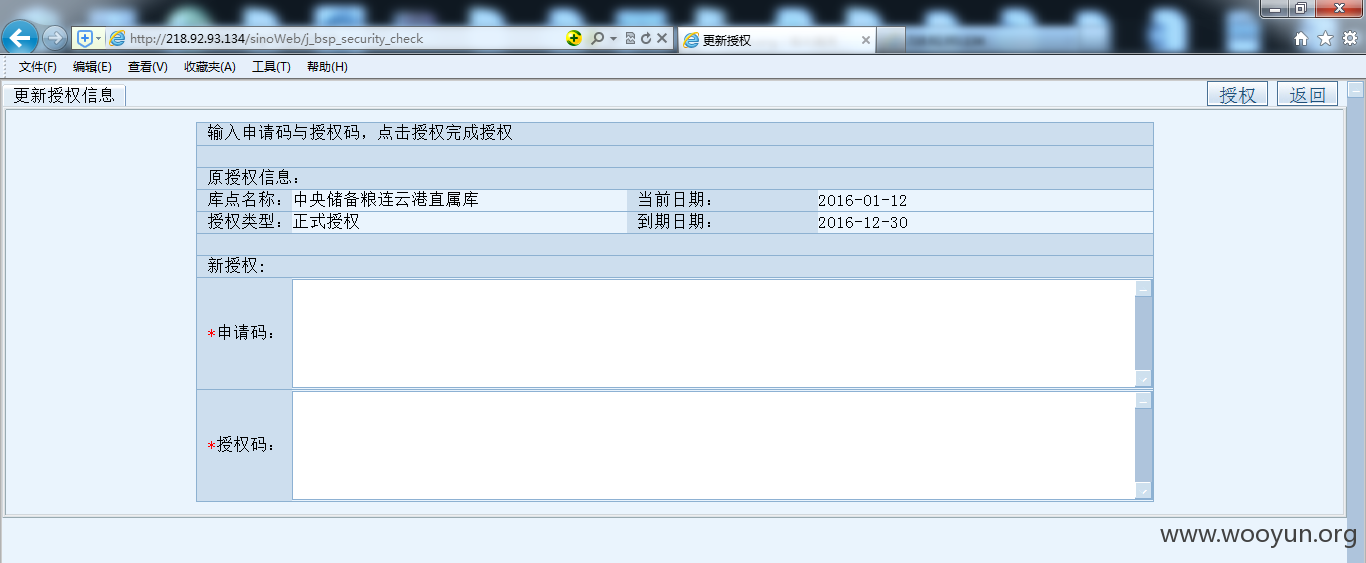 http://218.92.93.134/sinoWeb/j_bsp_security_check
更新授权
文件(F) 编辑(E) 查看(V) 收藏夹(A) 工具(T) 帮助(H)
更新授权信息 授权 返回
输入申请码与授权码，点击授权完成授权
原授权信息：
库点名称：中央储备粮连云港直属库 当前日期： 2016-01-12
授权类型：正式授权 到期日期： 2016-12-30
新授权:
*申请码：
*授权码：
www.wooyun.org